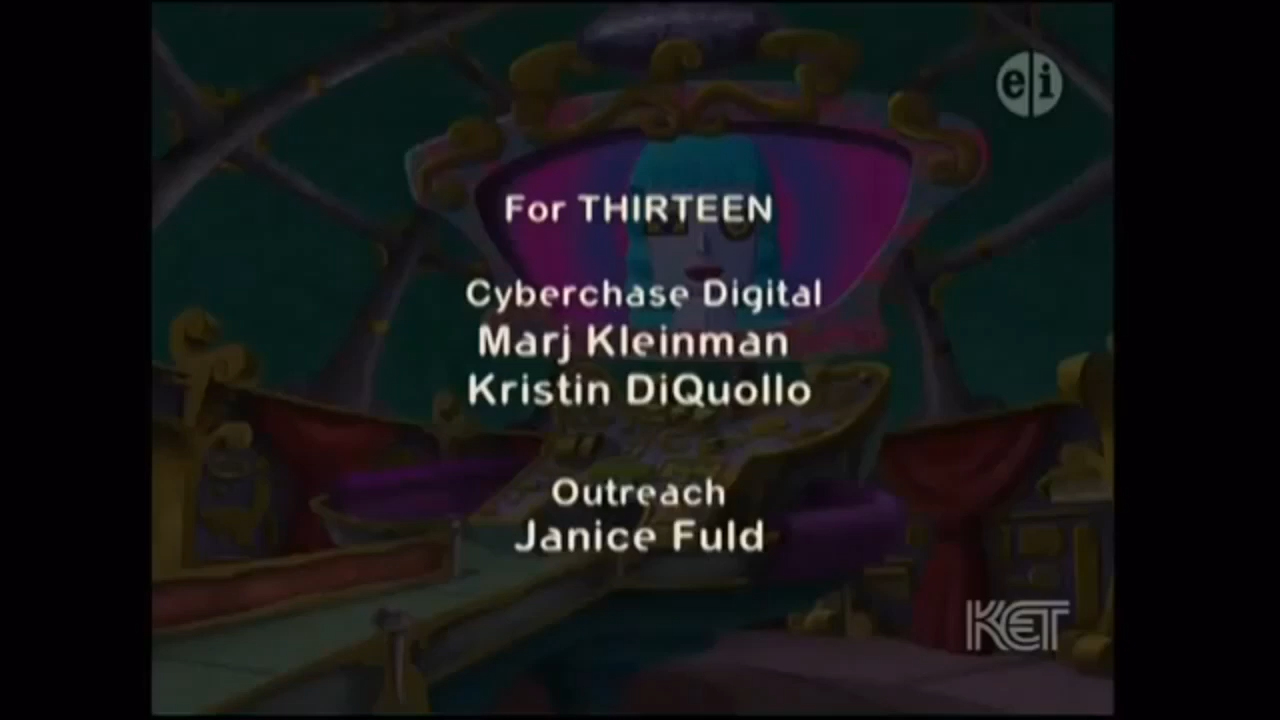 e i
For THIRTEEN
Cyberchase Digital
Marj Kleinman
Kristin DiQuollo
Outreach
Janice Fuld
KET